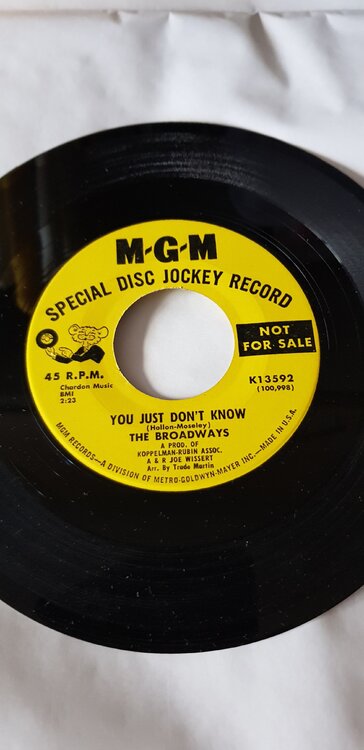 M-G-M
SPECIAL DISC JOCKEY RECORD
NOT
FOR SALE
45 R.P.M.
Chardon Music
BMI
2:23
K13592
(100,998)
YOU JUST DON'T KNOW
(Hollon-Moseley)
THE BROADWAYS
A PROD. OF
KOPPELMAN-RUBIN ASSOC.
A & R JOE WISSERT
Arr. By Trade Martin
MGM RECORDS—A DIVISION OF METRO-GOLDWYN-MAYER INC.—MADE IN U.S.A.